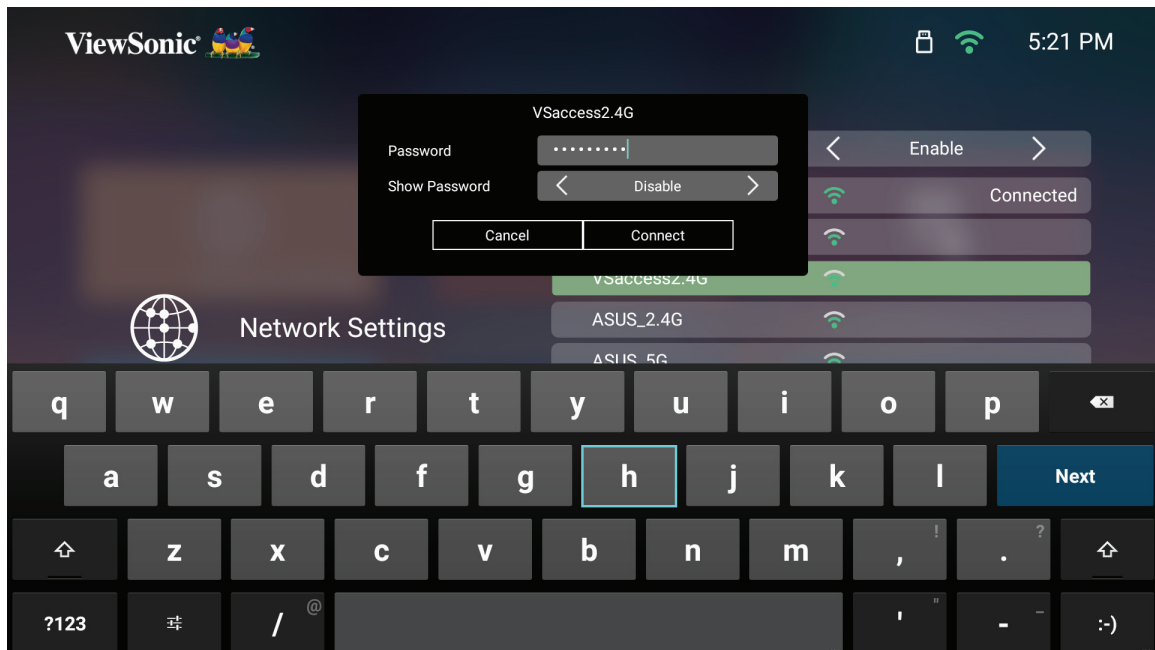 ViewSonic® 5:21 PM
VSaccess2.4G
Password •••••••••
Show Password Disable
Cancel Connect
Enable
Connected
VSaccess2.4G
Network Settings
ASUS_2.4G
ASUS_5G
q w e r t y u i o p
a s d f g h j k l Next
z x c v b n m , ! . ?
?123 / @ ' " - _ :-)